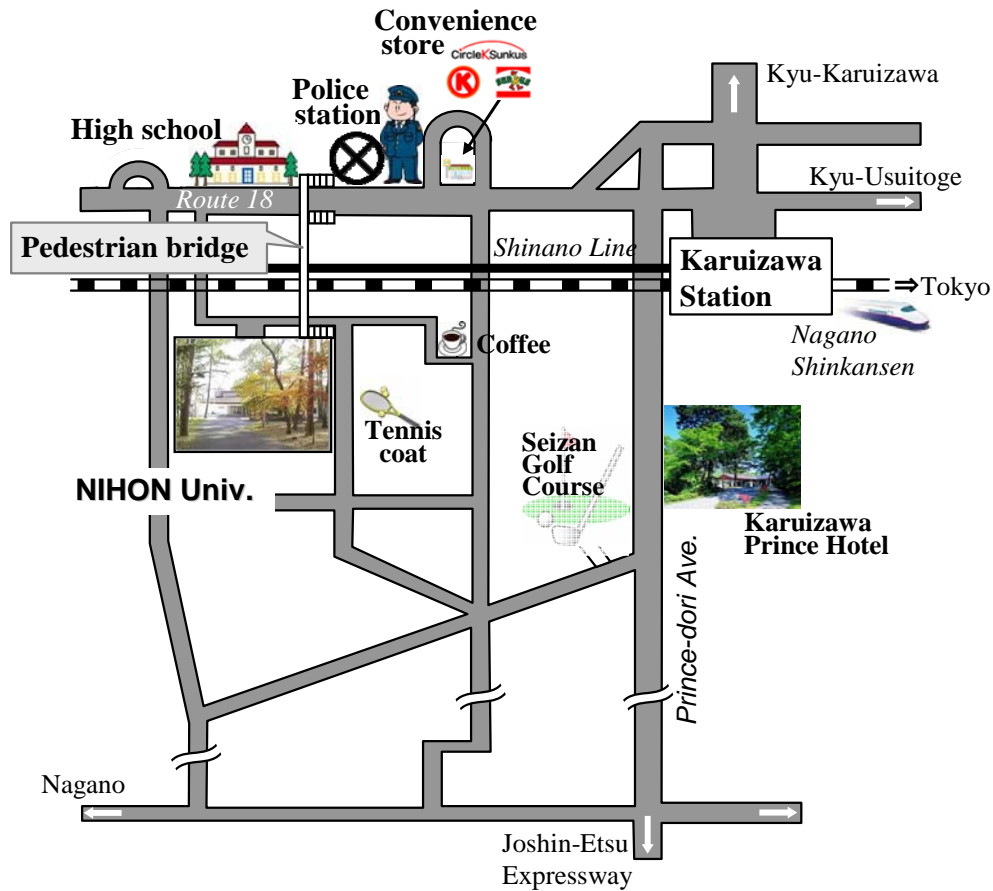 Convenience
store
CircleKSunkus
K
Kyu-Karuizawa
Police
station
High school
Kyu-Usuitoge
Route 18
Pedestrian bridge
Shinano Line
Karuizawa
Station
⇒Tokyo
Nagano
Shinkansen
Coffee
Tennis
coat
Seizan
Golf
Course
NIHON Univ.
Karuizawa
Prince Hotel
Prince-dori Ave.
Nagano
Joshin-Etsu
Expressway